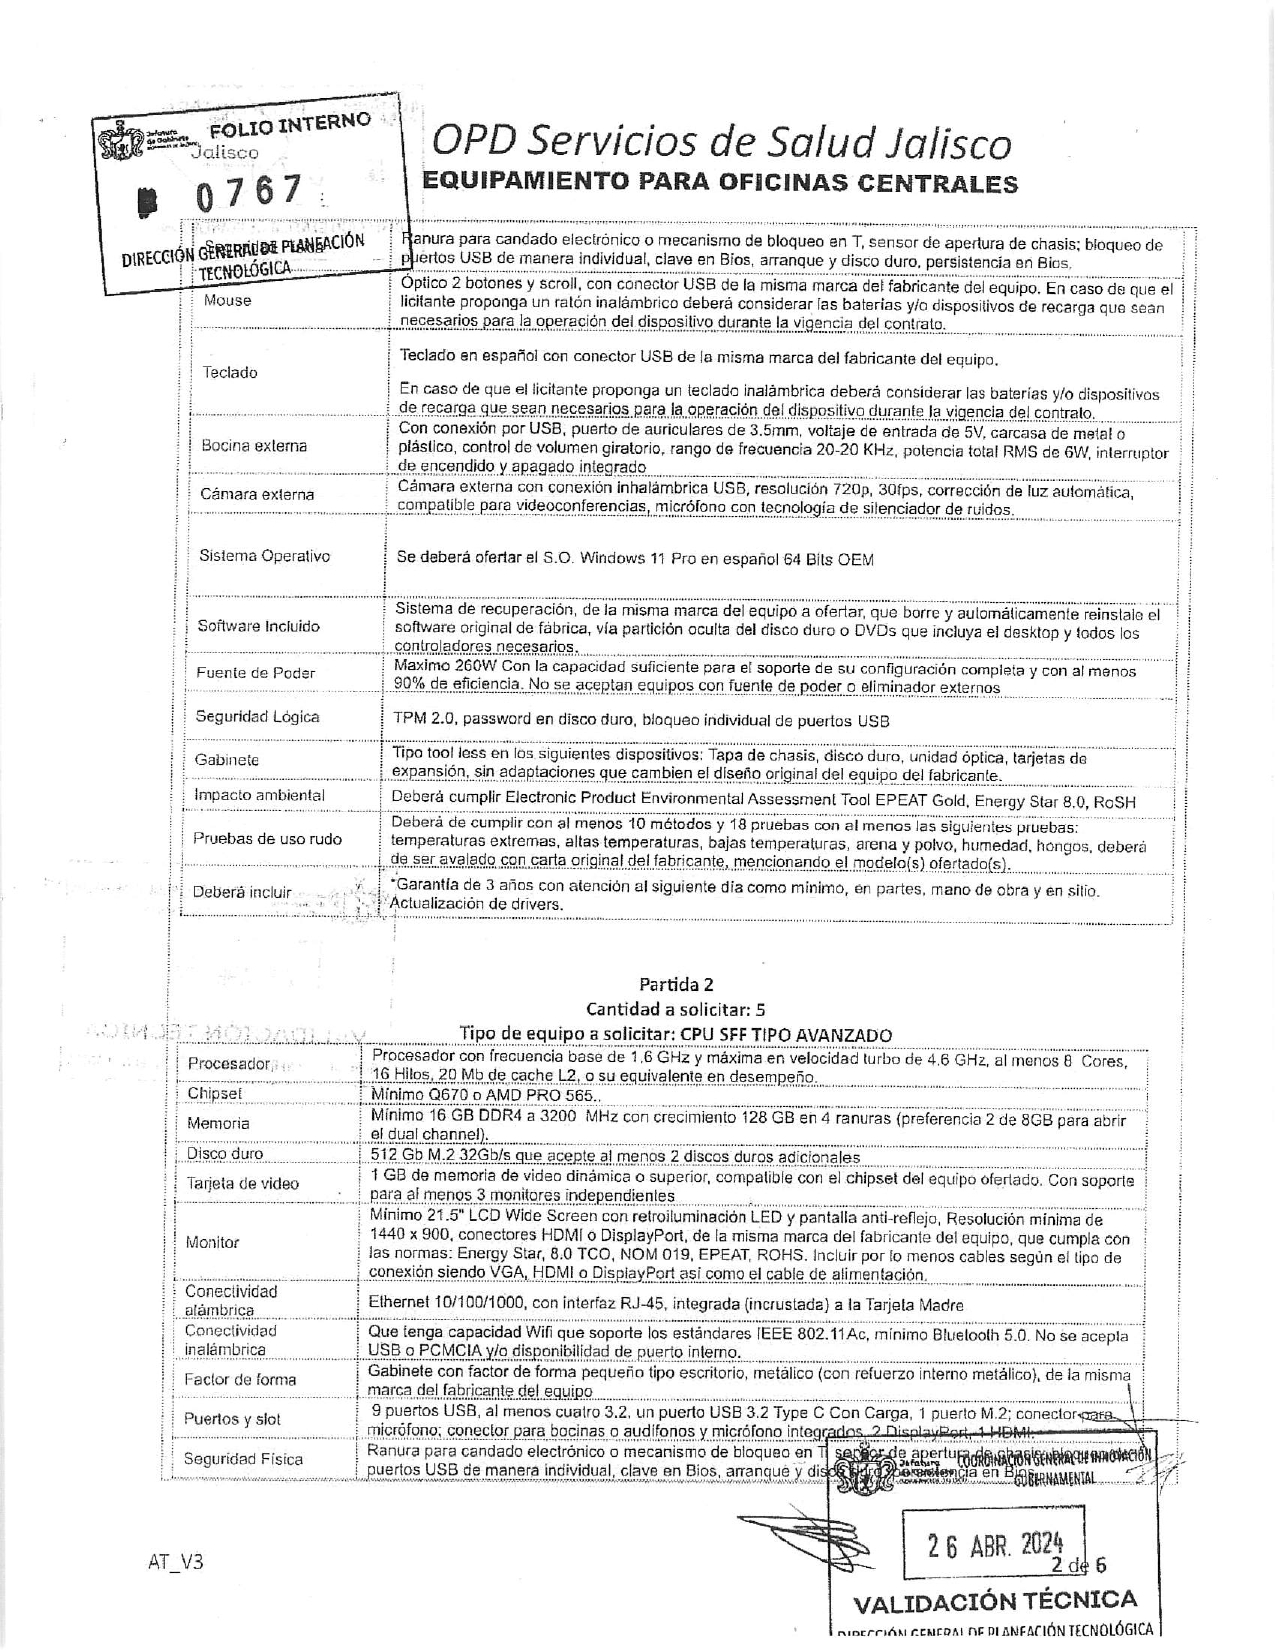 FOLIO INTERNO
Jefatura
de Gabinete
Jalisco
0767
DIRECCIÓN GENERAL DE PLANEACIÓN
TECNOLÓGICA
OPD Servicios de Salud Jalisco
EQUIPAMIENTO PARA OFICINAS CENTRALES
Ranura para candado electrónico o mecanismo de bloqueo en T, sensor de apertura de chasis; bloqueo de
puertos USB de manera individual, clave en Bios, arranque y disco duro, persistencia en Bios.
Mouse
Óptico 2 botones y scroll, con conector USB de la misma marca del fabricante del equipo. En caso de que el
licitante proponga un ratón inalámbrico deberá considerar las baterías y/o dispositivos de recarga que sean
necesarios para la operación del dispositivo durante la vigencia del contrato.
Teclado
Teclado en español con conector USB de la misma marca del fabricante del equipo.
En caso de que el licitante proponga un teclado inalámbrica deberá considerar las baterías y/o dispositivos
de recarga que sean necesarios para la operación del dispositivo durante la vigencia del contrato.
Bocina externa
Con conexión por USB, puerto de auriculares de 3.5mm, voltaje de entrada de 5V, carcasa de metal o
plástico, control de volumen giratorio, rango de frecuencia 20-20 KHz, potencia total RMS de 6W, interruptor
de encendido y apagado integrado
Cámara externa
Cámara externa con conexión inhalámbrica USB, resolución 720p, 30fps, corrección de luz automática,
compatible para videoconferencias, micrófono con tecnología de silenciador de ruidos.
Sistema Operativo
Se deberá ofertar el S.O. Windows 11 Pro en español 64 Bits OEM
Software Incluido
Sistema de recuperación, de la misma marca del equipo a ofertar, que borre y automáticamente reinstale el
software original de fábrica, vía partición oculta del disco duro o DVDs que incluya el desktop y todos los
controladores necesarios.
Fuente de Poder
Maximo 260W Con la capacidad suficiente para el soporte de su configuración completa y con al menos
90% de eficiencia. No se aceptan equipos con fuente de poder o eliminador externos
Seguridad Lógica
TPM 2.0, password en disco duro, bloqueo individual de puertos USB
Gabinete
Tipo tool less en los siguientes dispositivos: Tapa de chasis, disco duro, unidad óptica, tarjetas de
expansión, sin adaptaciones que cambien el diseño original del equipo del fabricante.
Impacto ambiental
Deberá cumplir Electronic Product Environmental Assessment Tool EPEAT Gold, Energy Star 8.0, RoSH
Pruebas de uso rudo
Deberá de cumplir con al menos 10 métodos y 18 pruebas con al menos las siguientes pruebas:
temperaturas extremas, altas temperaturas, bajas temperaturas, arena y polvo, humedad, hongos, deberá
de ser avalado con carta original del fabricante, mencionando el modelo(s) ofertado(s).
Deberá incluir
*Garantía de 3 años con atención al siguiente día como mínimo, en partes, mano de obra y en sitio.
Actualización de drivers.
Partida 2
Cantidad a solicitar: 5
Tipo de equipo a solicitar: CPU SFF TIPO AVANZADO
Procesador
Procesador con frecuencia base de 1,6 GHz y máxima en velocidad turbo de 4.6 GHz, al menos 8 Cores,
16 Hilos, 20 Mb de cache L2, o su equivalente en desempeño.
Chipset
Mínimo Q670 o AMD PRO 565..
Memoria
Mínimo 16 GB DDR4 a 3200 MHz con crecimiento 128 GB en 4 ranuras (preferencia 2 de 8GB para abrir
el dual channel).
Disco duro
512 Gb M.2 32Gb/s que acepte al menos 2 discos duros adicionales
Tarjeta de video
1 GB de memoria de video dinámica o superior, compatible con el chipset del equipo ofertado. Con soporte
para al menos 3 monitores independientes
Monitor
Mínimo 21.5" LCD Wide Screen con retroiluminación LED y pantalla anti-reflejo, Resolución mínima de
1440 x 900, conectores HDMI o DisplayPort, de la misma marca del fabricante del equipo, que cumpla con
las normas: Energy Star, 8.0 TCO, NOM 019, EPEAT, ROHS. Incluir por lo menos cables según el tipo de
conexión siendo VGA, HDMI o DisplayPort así como el cable de alimentación.
Conectividad
alámbrica
Ethernet 10/100/1000, con interfaz RJ-45, integrada (incrustada) a la Tarjeta Madre
Conectividad
inalámbrica
Que tenga capacidad Wifi que soporte los estándares IEEE 802.11Ac, mínimo Bluetooth 5.0. No se acepta
USB o PCMCIA y/o disponibilidad de puerto interno.
Factor de forma
Gabinete con factor de forma pequeño tipo escritorio, metálico (con refuerzo interno metálico), de la misma
marca del fabricante del equipo
Puertos y slot
9 puertos USB, al menos cuatro 3.2, un puerto USB 3.2 Type C Con Carga, 1 puerto M.2; conector para
micrófono; conector para bocinas o audífonos y micrófono integrados, 2 DisplayPort, 1 HDMI.
Seguridad Física
Ranura para candado electrónico o mecanismo de bloqueo en T sensor de apertura de chasis; bloqueo de
puertos USB de manera individual, clave en Bios, arranque y disco duro, persistencia en Bios
COORDINACIÓN GENERAL DE INNOVACIÓN
GUBERNAMENTAL
26 ABR. 2024
AT_V3
2 de 6
VALIDACIÓN TÉCNICA
DIRECCIÓN GENERAL DE PLANEACIÓN TECNOLÓGICA